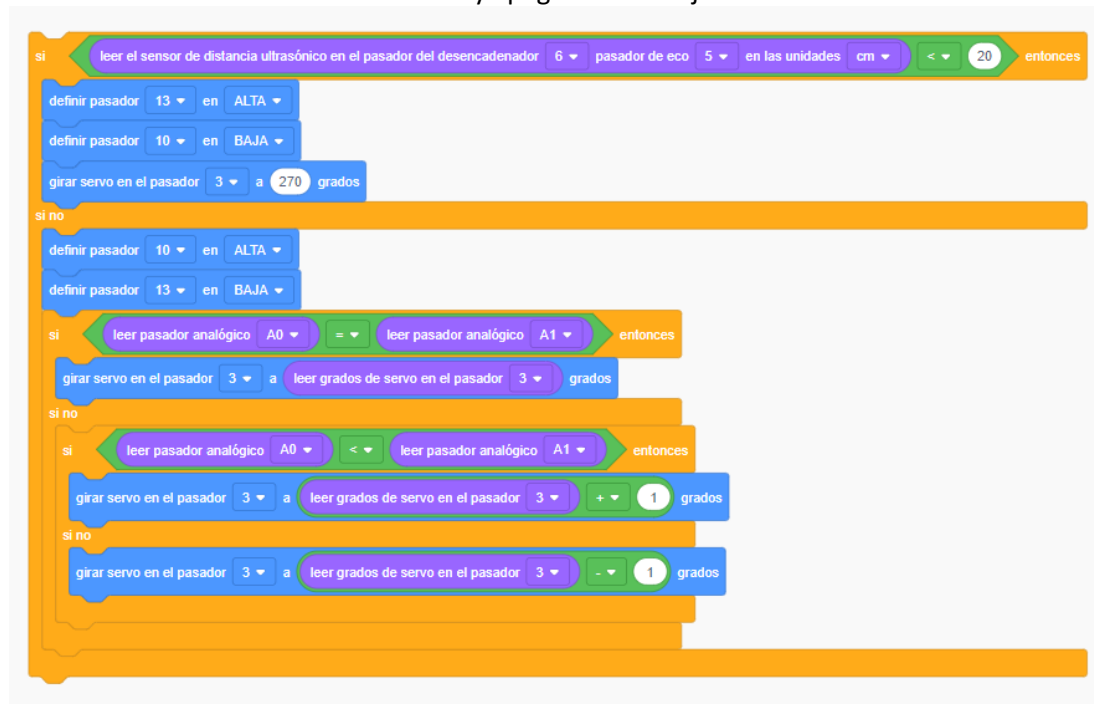 y
si leer el sensor de distancia ultrasónico en el pasador del desencadenador 6 pasador de eco 5 en las unidades cm < 20 entonces
definir pasador 13 en ALTA
definir pasador 10 en BAJA
girar servo en el pasador 3 a 270 grados
si no
definir pasador 10 en ALTA
definir pasador 13 en BAJA
si leer pasador analógico A0 = leer pasador analógico A1 entonces
girar servo en el pasador 3 a leer grados de servo en el pasador 3 grados
si no
si leer pasador analógico A0 < leer pasador analógico A1 entonces
girar servo en el pasador 3 a leer grados de servo en el pasador 3 + 1 grados
si no
girar servo en el pasador 3 a leer grados de servo en el pasador 3 - 1 grados